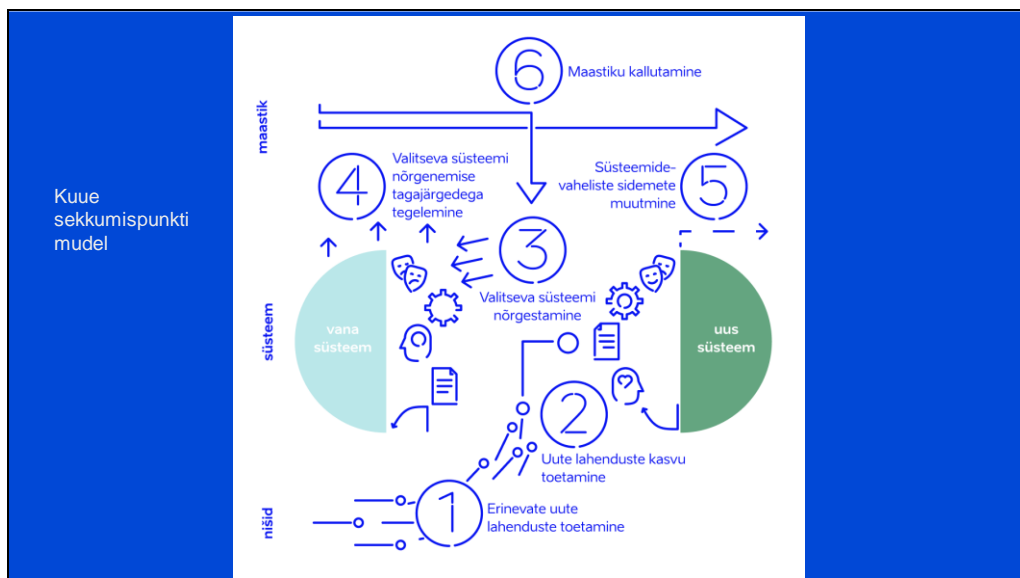 Kuue
sekkumispunkti
mudel
6
Maastiku kallutamine
maastik
4
Valitseva süsteemi
nõrgenemise
tagajärgedega
tegelemine
Süsteemide-
vaheliste sidemete
muutmine
5
3
Valitseva süsteemi
nõrgestamine
süsteem
vana
süsteem
uus
süsteem
2
Uute lahenduste kasvu
toetamine
nišid
1
Erinevate uute
lahenduste toetamine